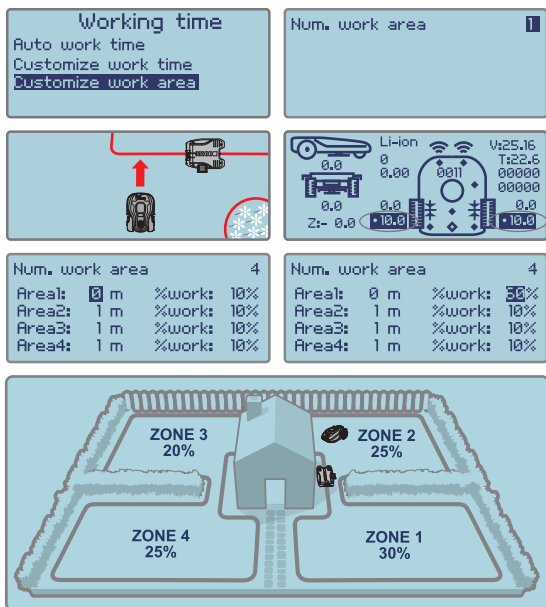 Working time
Auto work time
Customize work time
Customize work area
Num. work area 1
Li-ion V:25.16
0.0 0 T:22.6
0.00 0011 00000
00000
0.0 0.0 0.0
Z:- 0.0 •10.0 •10.0
Num. work area 4
Area1: 0 m %work: 10%
Area2: 1 m %work: 10%
Area3: 1 m %work: 10%
Area4: 1 m %work: 10%
Num. work area 4
Area1: 0 m %work:
Area2: 1 m %work: 10%
Area3: 1 m %work: 10%
Area4: 1 m %work: 10%
ZONE 3
20%
ZONE 2
25%
ZONE 4
25%
ZONE 1
30%